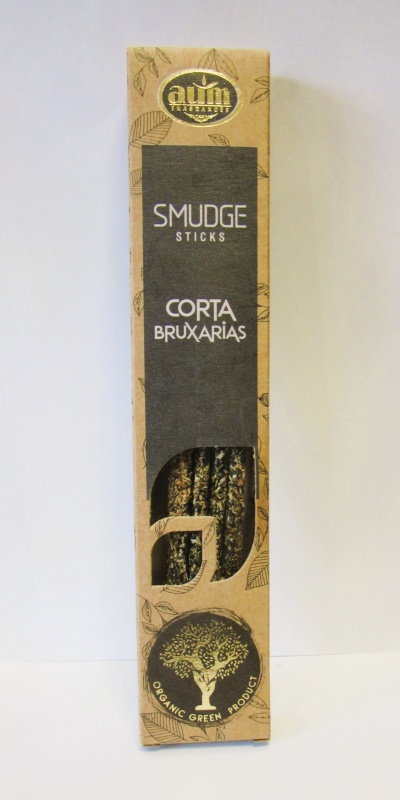 aum
FRAGRANCES
SMUDGE
STICKS
CORTA
BRUXARIAS
ORGANIC GREEN PRODUCT